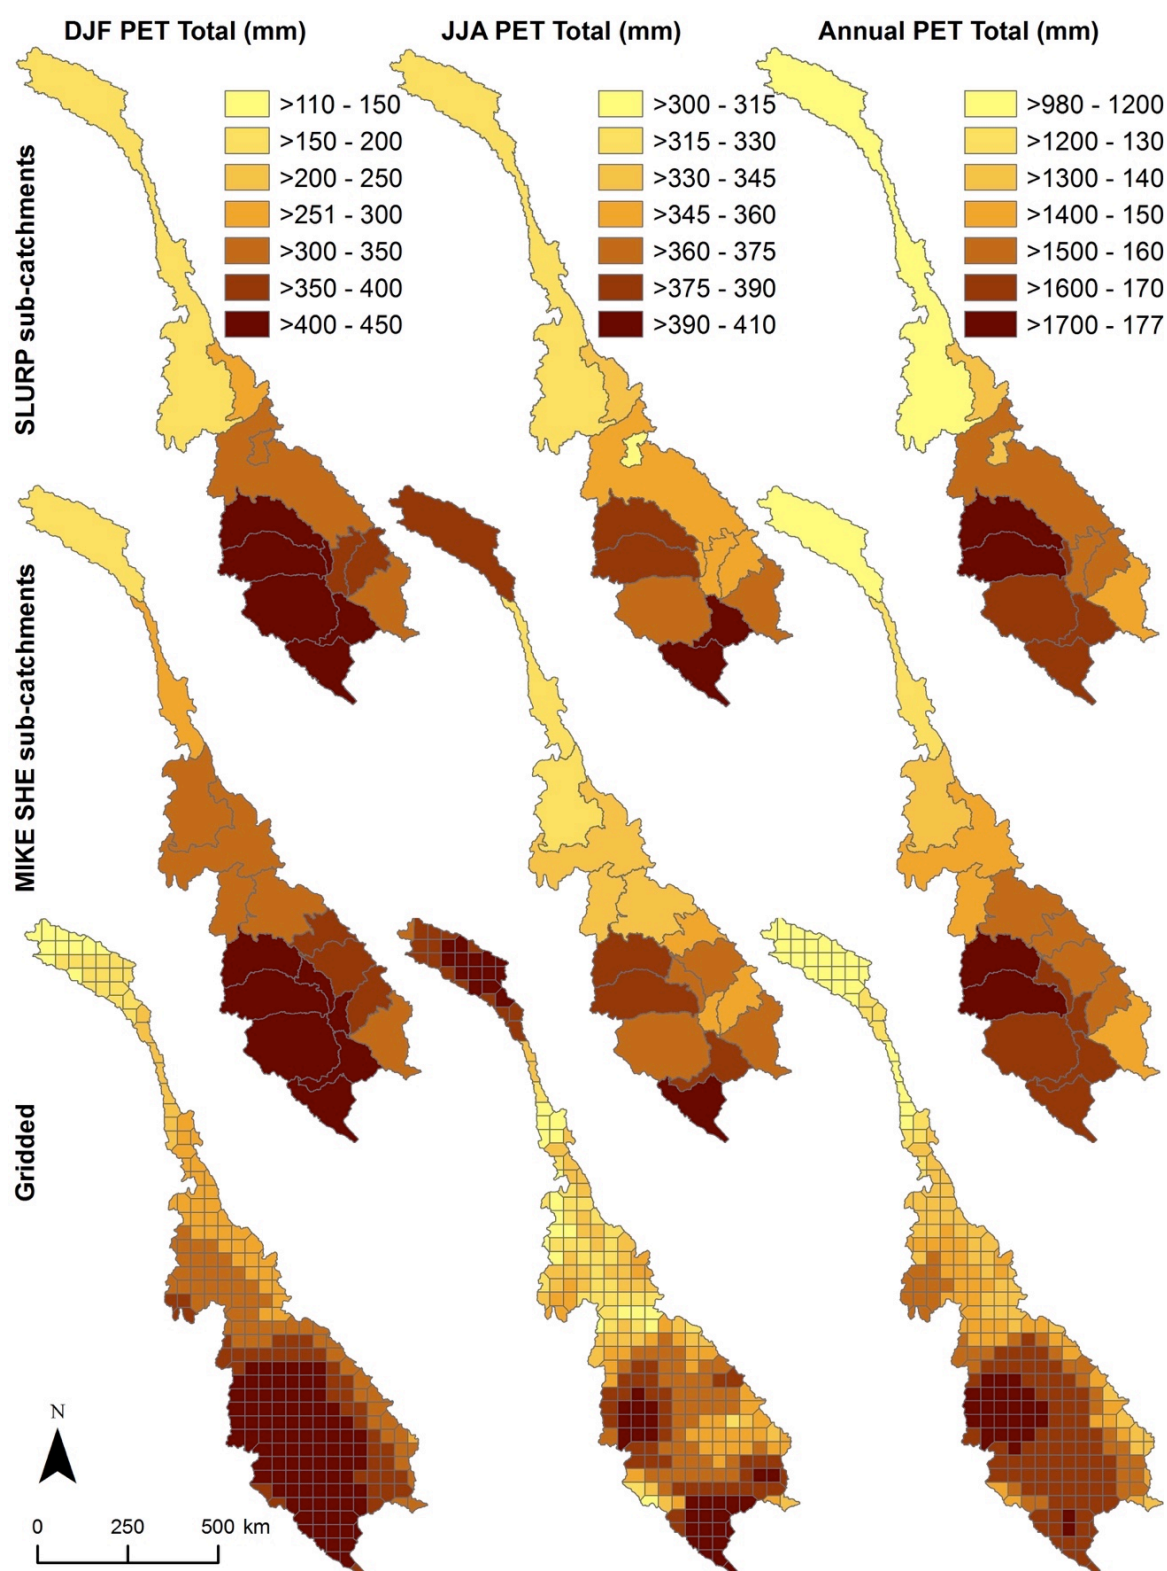 DJF PET Total (mm) JJA PET Total (mm) Annual PET Total (mm)
>110 - 150 >300 - 315 >980 - 1200
>150 - 200 >315 - 330 >1200 - 130
>200 - 250 >330 - 345 >1300 - 140
>251 - 300 >345 - 360 >1400 - 150
>300 - 350 >360 - 375 >1500 - 160
>350 - 400 >375 - 390 >1600 - 170
>400 - 450 >390 - 410 >1700 - 177
SLURP sub-catchments
MIKE SHE sub-catchments
Gridded
N
0 250 500 km